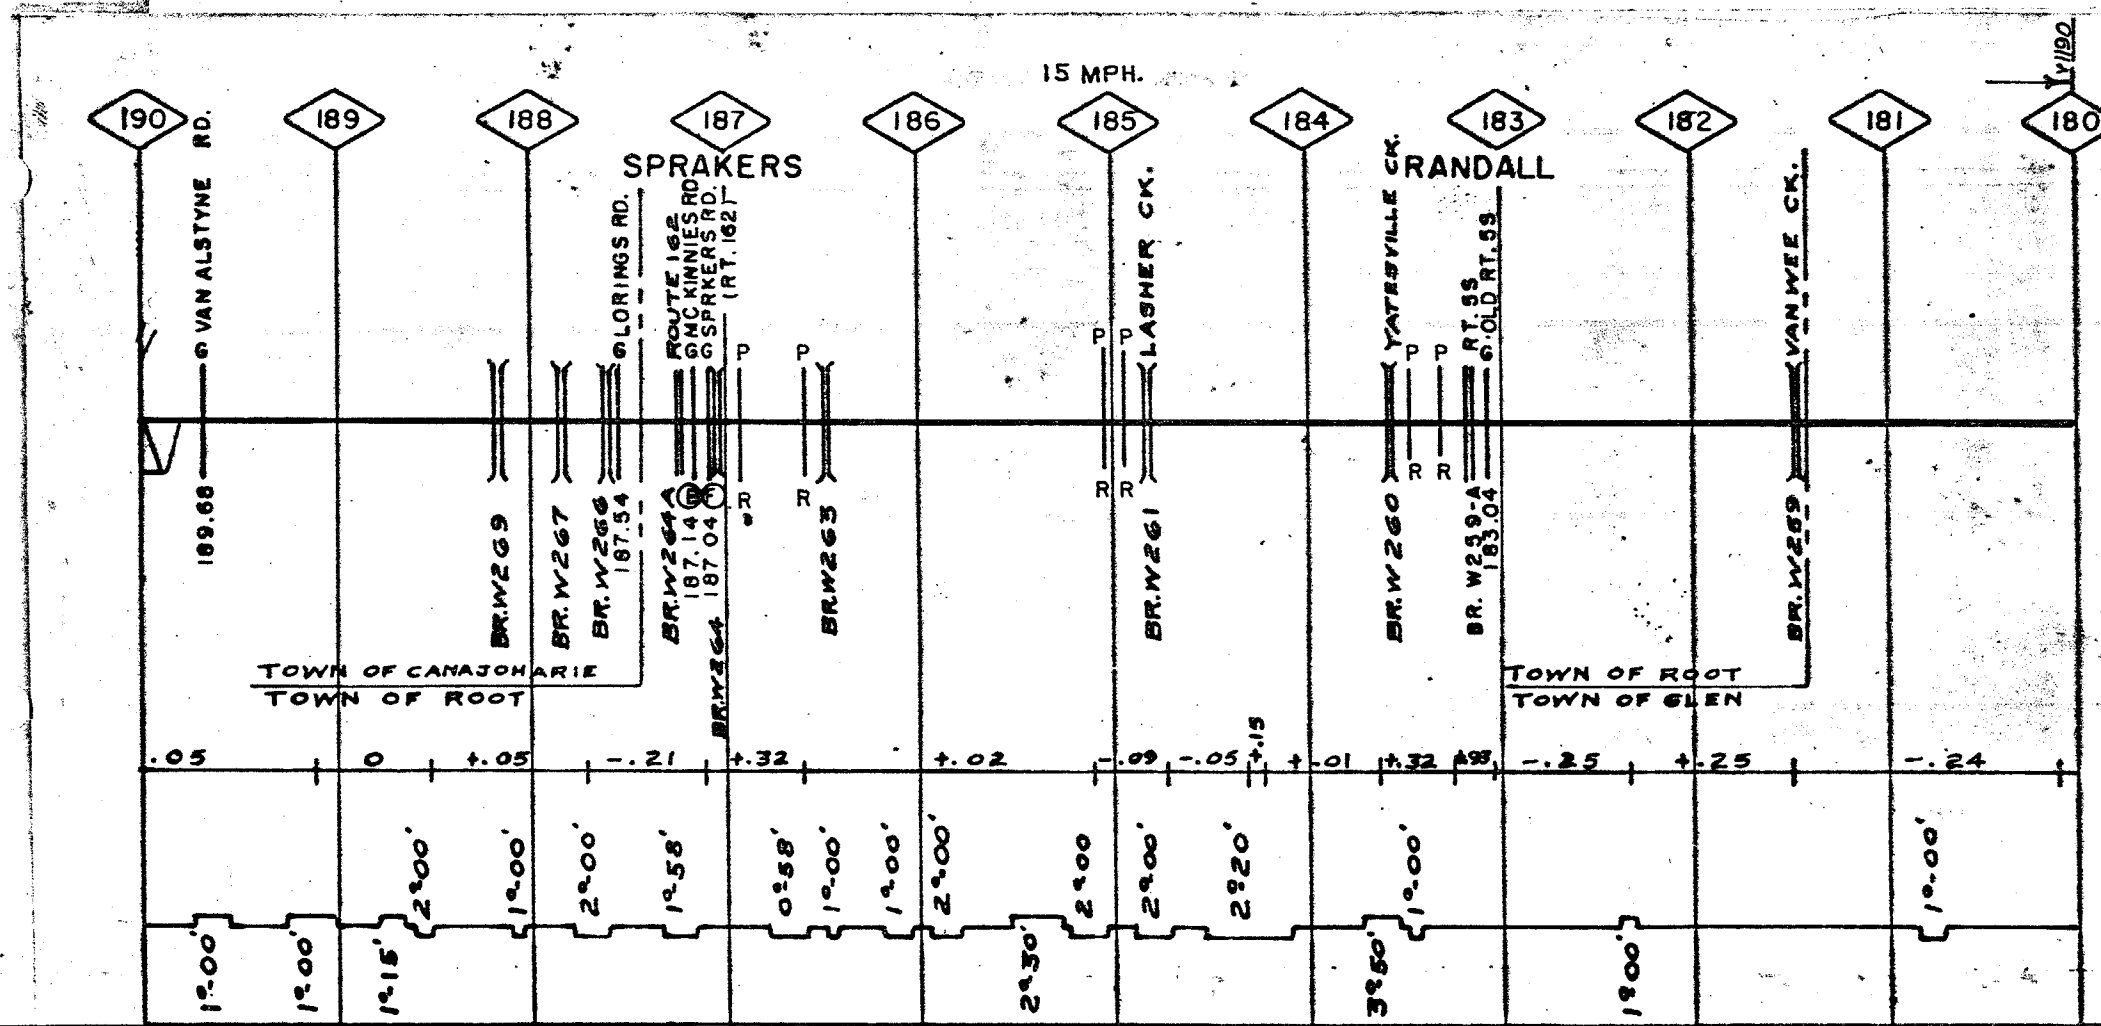 Y1190
15 MPH.
190 189 188 187 186 185 184 183 182 181 180
SPRAKERS
RANDALL
VAN ALSTYNE RD.
LORINGS RD.
ROUTE 162
MC KINNIES RD
SPRKERS RD.
(RT. 162)
LASHER CK.
YATESVILLE CK.
RT. 5S
OLD RT. 5S
VAN WEE CK.
P P P P P P
R R R R R R
189.68
BR.W269
BR.W267
BR.W266
187.54
BR.W264A
187.14
187.04
BR.W264
BR.W263
BR.W261
BR.W260
BR. W259-A
183.04
BR.W259
TOWN OF CANAJOHARIE
TOWN OF ROOT
TOWN OF ROOT
TOWN OF GLEN
.05 0 +.05 -.21 +.32 +.02 -.09 -.05 +.15 +.01 +.32 -.25 +.25 -.24
2°00' 1°-00' 2°-00' 1°-58' 0°58' 1°-00' 1°-00' 2°-00' 2°00 2°00' 2°20' 1°-00' 1°-00'
1°-00' 1°-00' 1°-15' 2°-30' 3°50' 1°00'